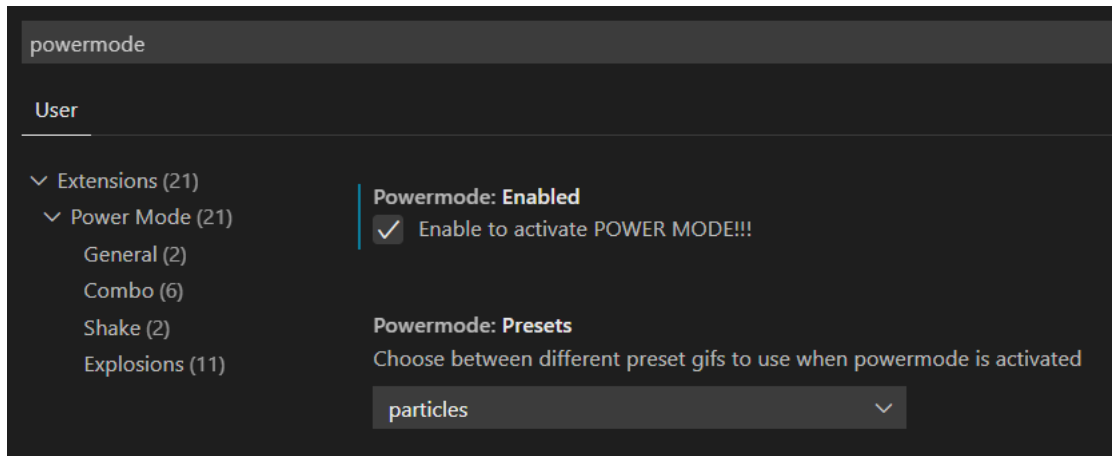 powermode
User
Extensions (21)
Power Mode (21)
General (2)
Combo (6)
Shake (2)
Explosions (11)
Powermode: Enabled
Enable to activate POWER MODE!!!
Powermode: Presets
Choose between different preset gifs to use when powermode is activated
particles